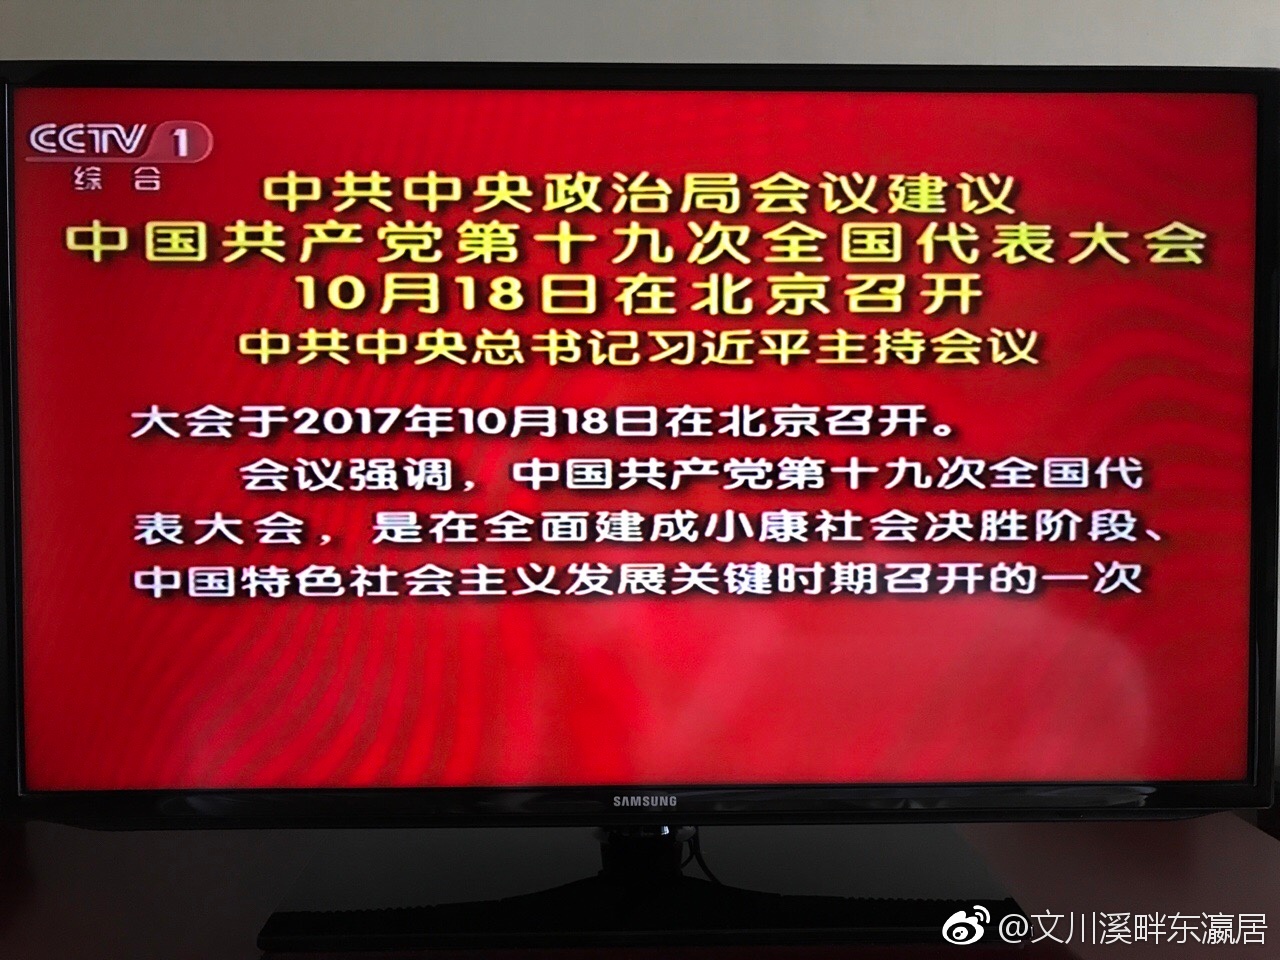 CCTV 1
综合
中共中央政治局会议建议
中国共产党第十九次全国代表大会
10月18日在北京召开
中共中央总书记习近平主持会议
大会于2017年10月18日在北京召开。
会议强调，中国共产党第十九次全国代
表大会，是在全面建成小康社会决胜阶段、
中国特色社会主义发展关键时期召开的一次
SAMSUNG
@文川溪畔东瀛居